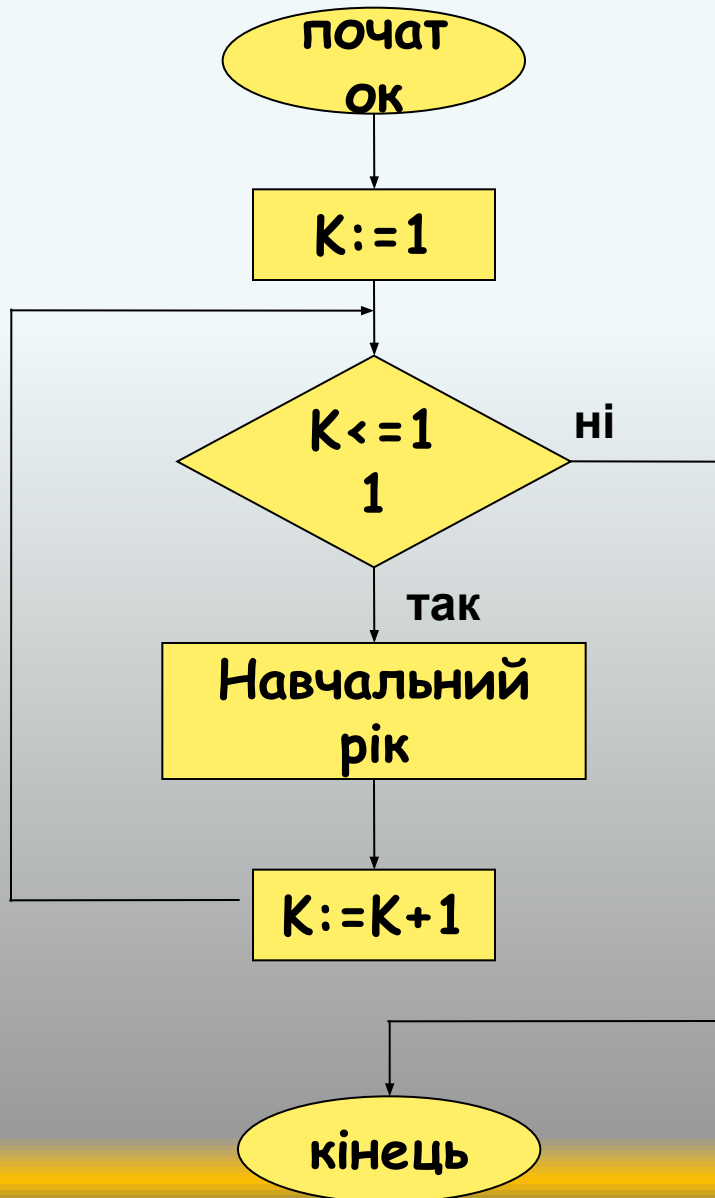 почат
ок
K:=1
K<=1
1
ні
так
Навчальний
рік
K:=K+1
кінець